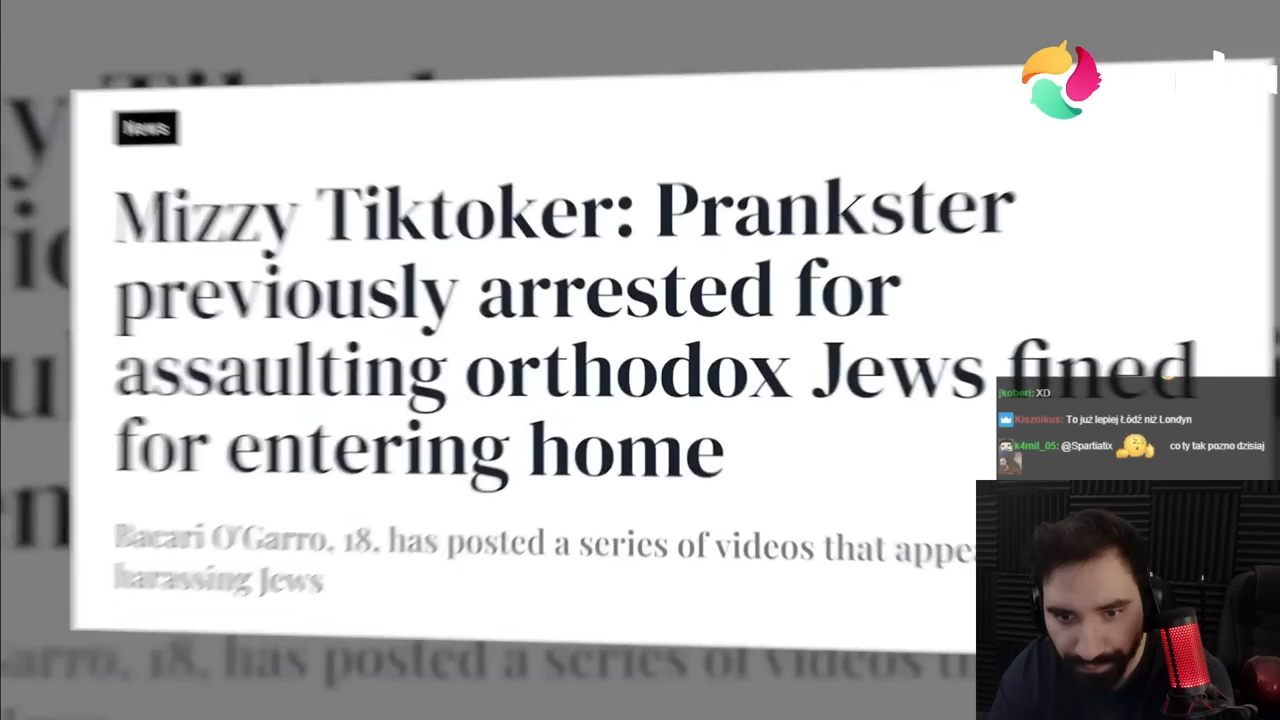 News
Mizzy Tiktoker: Prankster
previously arrested for
assaulting orthodox Jews fined
for entering home
Bacari O'Garro, 18, has posted a series of videos that
harassing Jews
jkoberi: XD
Kisznikus: To już lepiej Łódź niż Londyn
k4mil_05: @Spartiatix co ty tak pozno dzisiaj